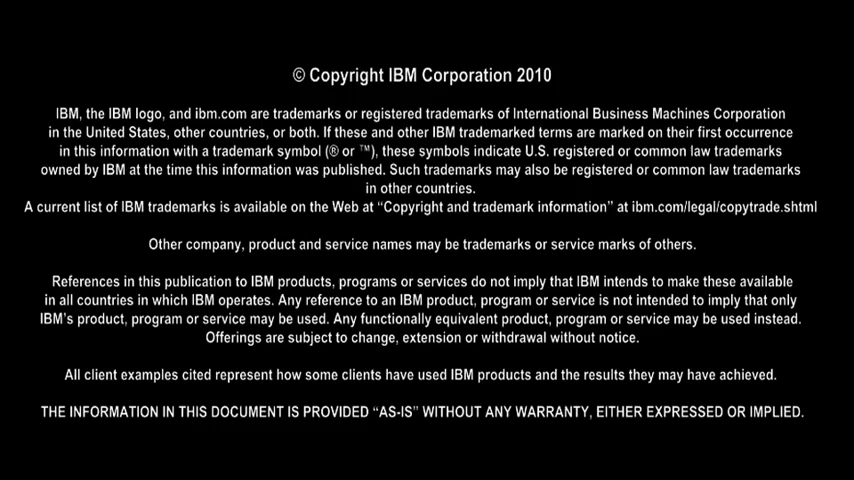 © Copyright IBM Corporation 2010
IBM, the IBM logo, and ibm.com are trademarks or registered trademarks of International Business Machines Corporation
in the United States, other countries, or both. If these and other IBM trademarked terms are marked on their first occurrence
in this information with a trademark symbol (® or ™), these symbols indicate U.S. registered or common law trademarks
owned by IBM at the time this information was published. Such trademarks may also be registered or common law trademarks
in other countries.
A current list of IBM trademarks is available on the Web at “Copyright and trademark information” at ibm.com/legal/copytrade.shtml
Other company, product and service names may be trademarks or service marks of others.
References in this publication to IBM products, programs or services do not imply that IBM intends to make these available
in all countries in which IBM operates. Any reference to an IBM product, program or service is not intended to imply that only
IBM's product, program or service may be used. Any functionally equivalent product, program or service may be used instead.
Offerings are subject to change, extension or withdrawal without notice.
All client examples cited represent how some clients have used IBM products and the results they may have achieved.
THE INFORMATION IN THIS DOCUMENT IS PROVIDED “AS-IS” WITHOUT ANY WARRANTY, EITHER EXPRESSED OR IMPLIED.